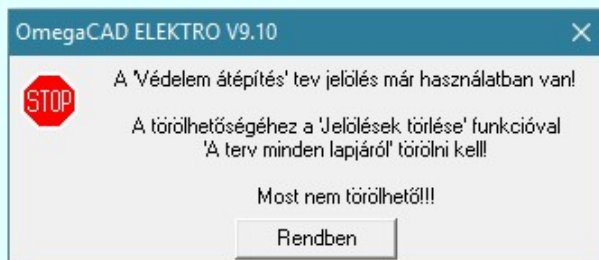 OmegaCAD ELEKTRO V9.10
STOP
A 'Védelem átépítés' tev jelölés már használatban van!
A törölhetőségéhez a 'Jelölések törlése' funkcióval
'A terv minden lapjáról' törölni kell!
Most nem törölhető!!!
Rendben